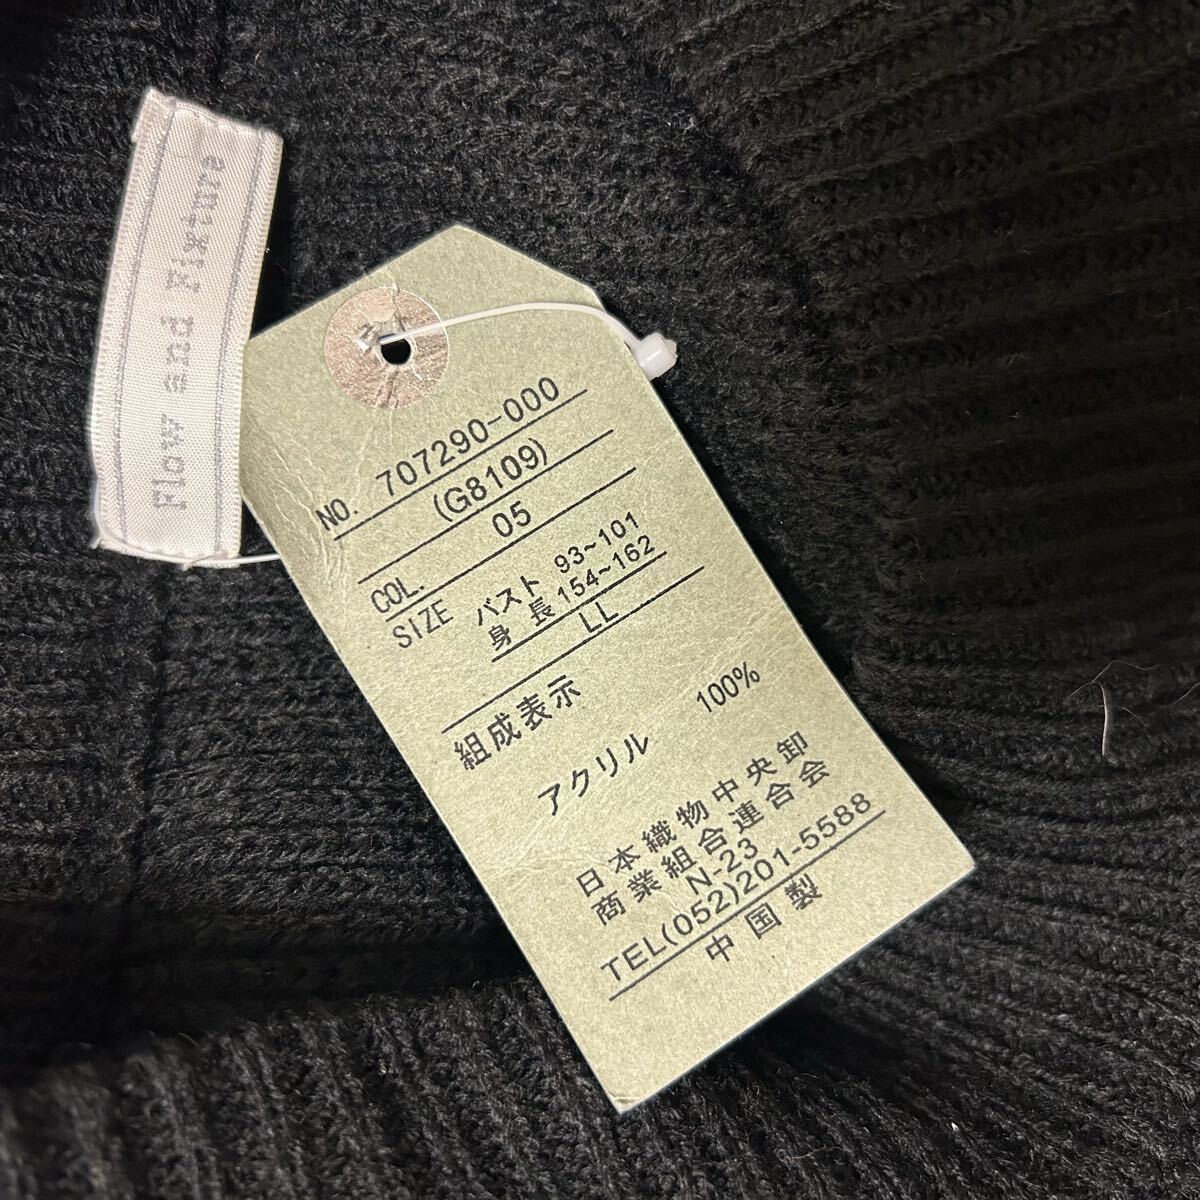 Flow and Fixture
NO. 707290-000
(G8109)
COL. 05
SIZE バスト 93~101
身長 154~162
LL
組成表示
アクリル 100%
日本織物中央卸
商業組合連合会
N-23
TEL(052)201-5588
中国製